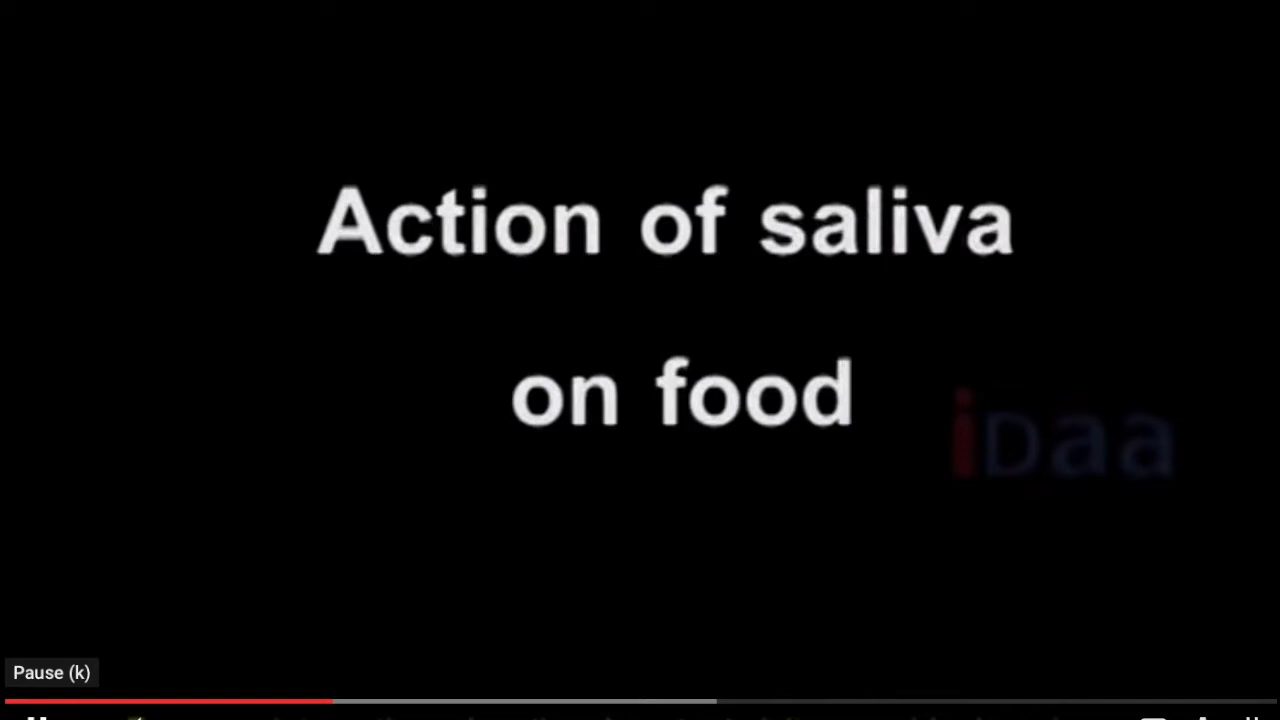 Action of saliva
on food
iDaa
Pause (k)